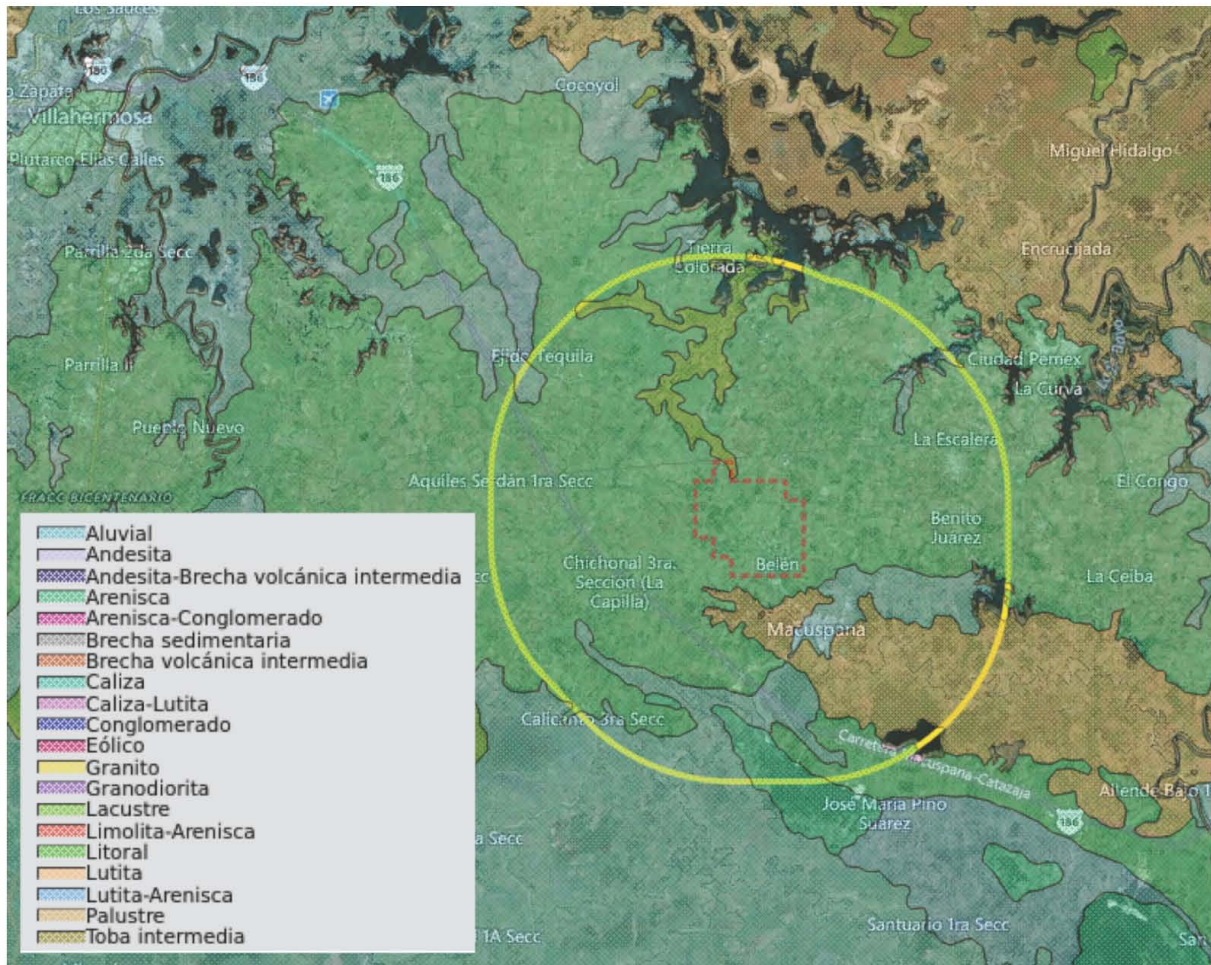 Los Sauces
186
186
Cocoyol
Zapata
Villahermosa
Plutarco Elías Calles
186
Miguel Hidalgo
Parrilla 2da Secc
Tierra
Colorada
Encrucijada
Ejido Tequila
Parrilla II
Ciudad Pemex
La Curva
Pueblo Nuevo
La Escalera
Aquiles Serdán 1ra Secc
El Congo
FRACC BICENTENARIO
Benito
Juárez
Chichonal 3ra.
Sección (La
Capilla)
Belén
La Ceiba
Macuspana
Calicanto 3ra Secc
Carretera Macuspana-Catazaja
Allende Bajo 1
José María Pino
Suárez
186
a Secc
Santuario 1ra Secc
1A Secc
San
Aluvial
Andesita
Andesita-Brecha volcánica intermedia
Arenisca
Arenisca-Conglomerado
Brecha sedimentaria
Brecha volcánica intermedia
Caliza
Caliza-Lutita
Conglomerado
Eólico
Granito
Granodiorita
Lacustre
Limolita-Arenisca
Litoral
Lutita
Lutita-Arenisca
Palustre
Toba intermedia